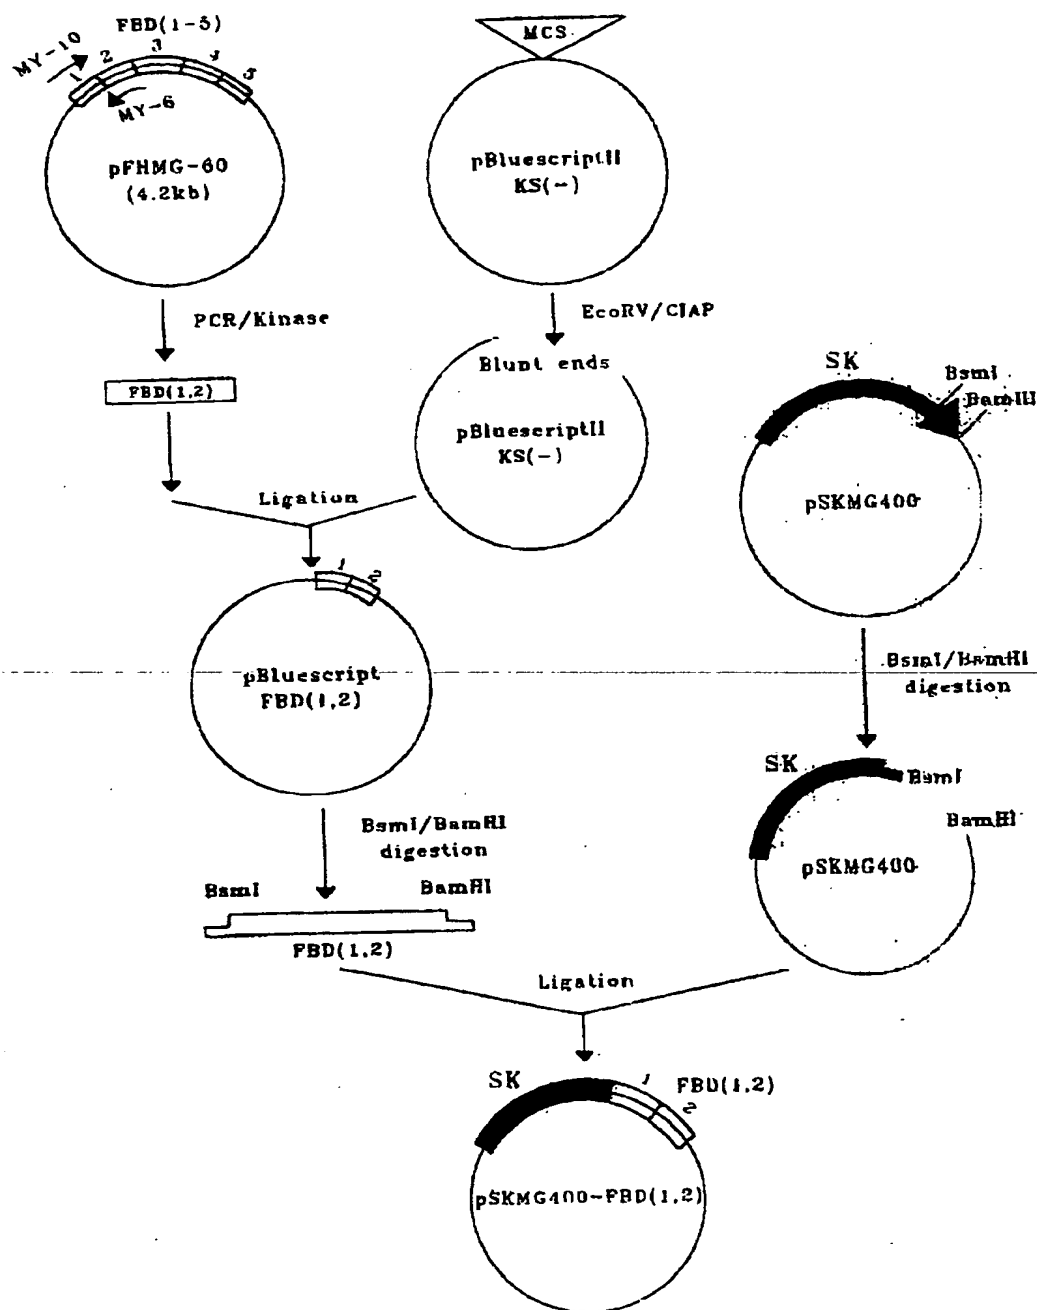 FBD(1-5)
MY-10
1 2 3 4 5
MY-6
pFHMG-60
(4.2kb)
MCS
pBluescriptII
KS(-)
PCR/Kinase
EcoRV/CIAP
FBD(1,2)
Blunt ends
pBluescriptII
KS(-)
SK
BsmI
BamHI
pSKMG400
Ligation
1 2
pBluescript
FBD(1,2)
BsmI/BamHI
digestion
SK
BsmI
BamHI
pSKMG400
BsmI/BamHI
digestion
BsmI
BamHI
FBD(1,2)
Ligation
SK
1 2
FBD(1,2)
pSKMG400-FBD(1,2)